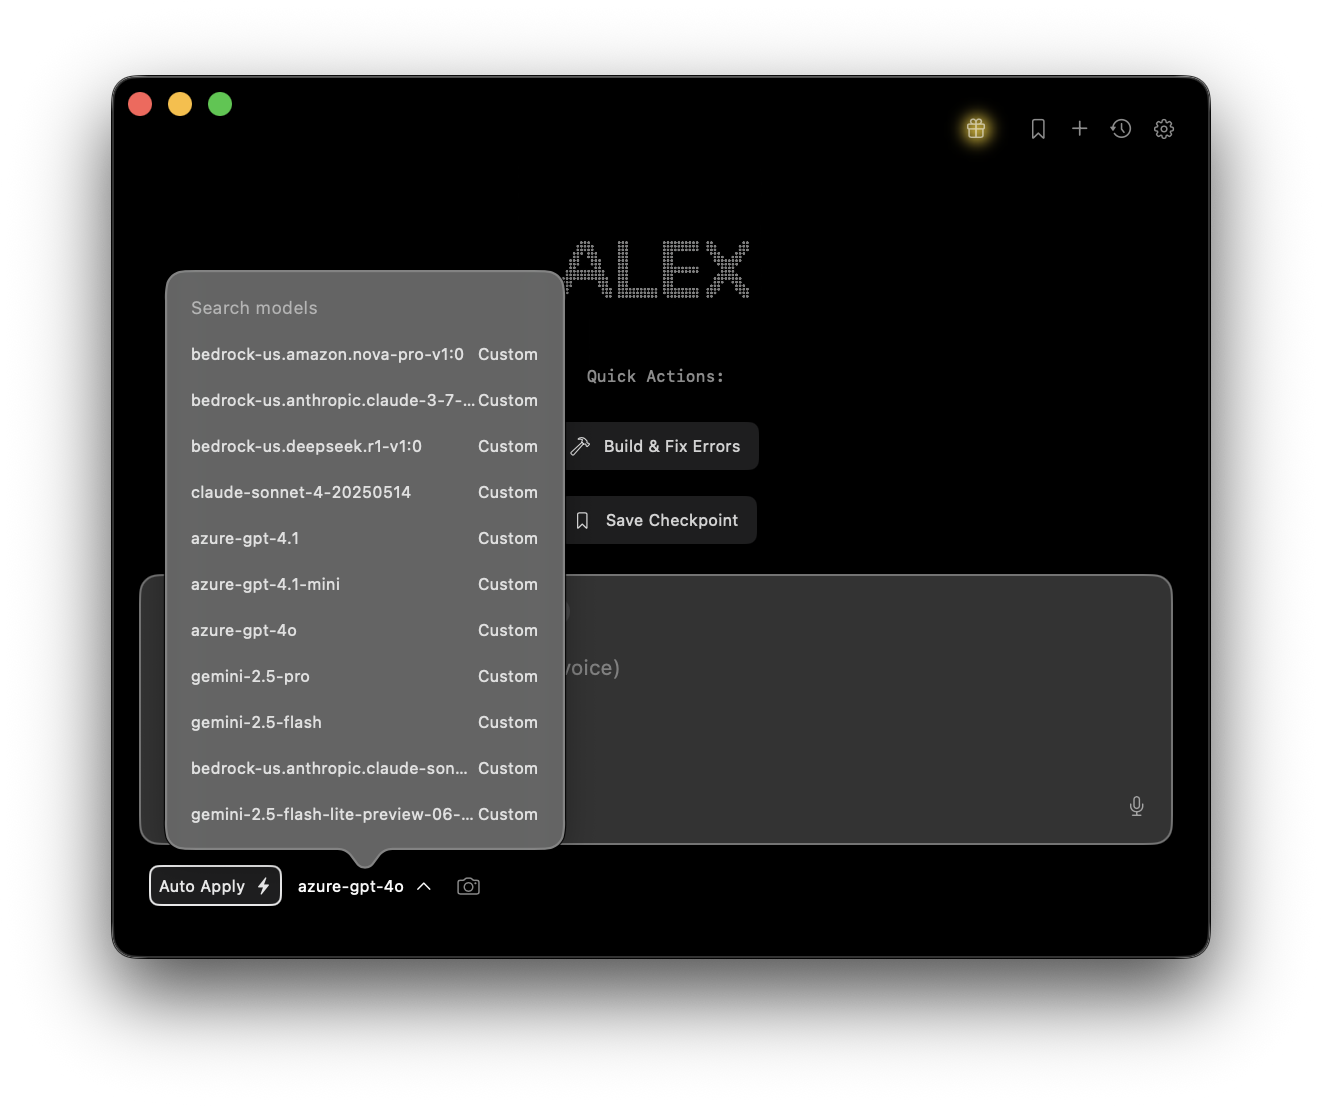 ALEX
Search models
bedrock-us.amazon.nova-pro-v1:0 Custom
bedrock-us.anthropic.claude-3-7-... Custom
bedrock-us.deepseek.r1-v1:0 Custom
claude-sonnet-4-20250514 Custom
azure-gpt-4.1 Custom
azure-gpt-4.1-mini Custom
azure-gpt-4o Custom
gemini-2.5-pro Custom
gemini-2.5-flash Custom
bedrock-us.anthropic.claude-son... Custom
gemini-2.5-flash-lite-preview-06-... Custom
Quick Actions:
Build & Fix Errors
Save Checkpoint
voice)
Auto Apply azure-gpt-4o